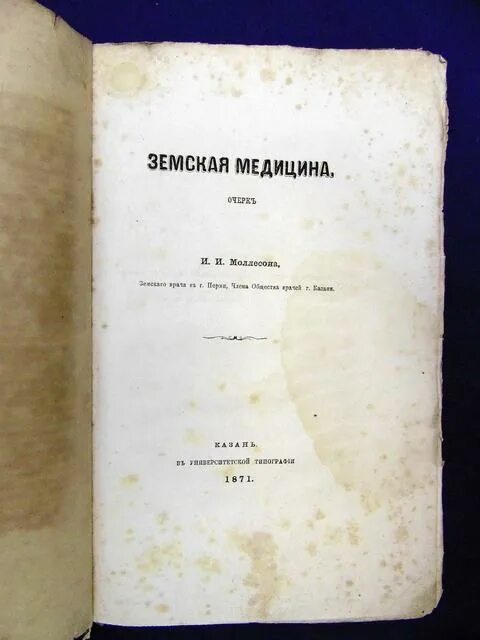 ЗЕМСКАЯ МЕДИЦИНА,
ОЧЕРКЪ
И. И. Моллесона,
Земскаго врача въ г. Перми, Члена Общества врачей г. Казани.
КАЗАНЬ.
ВЪ УНИВЕРСИТЕТСКОЙ ТИПОГРАФІИ
1871.